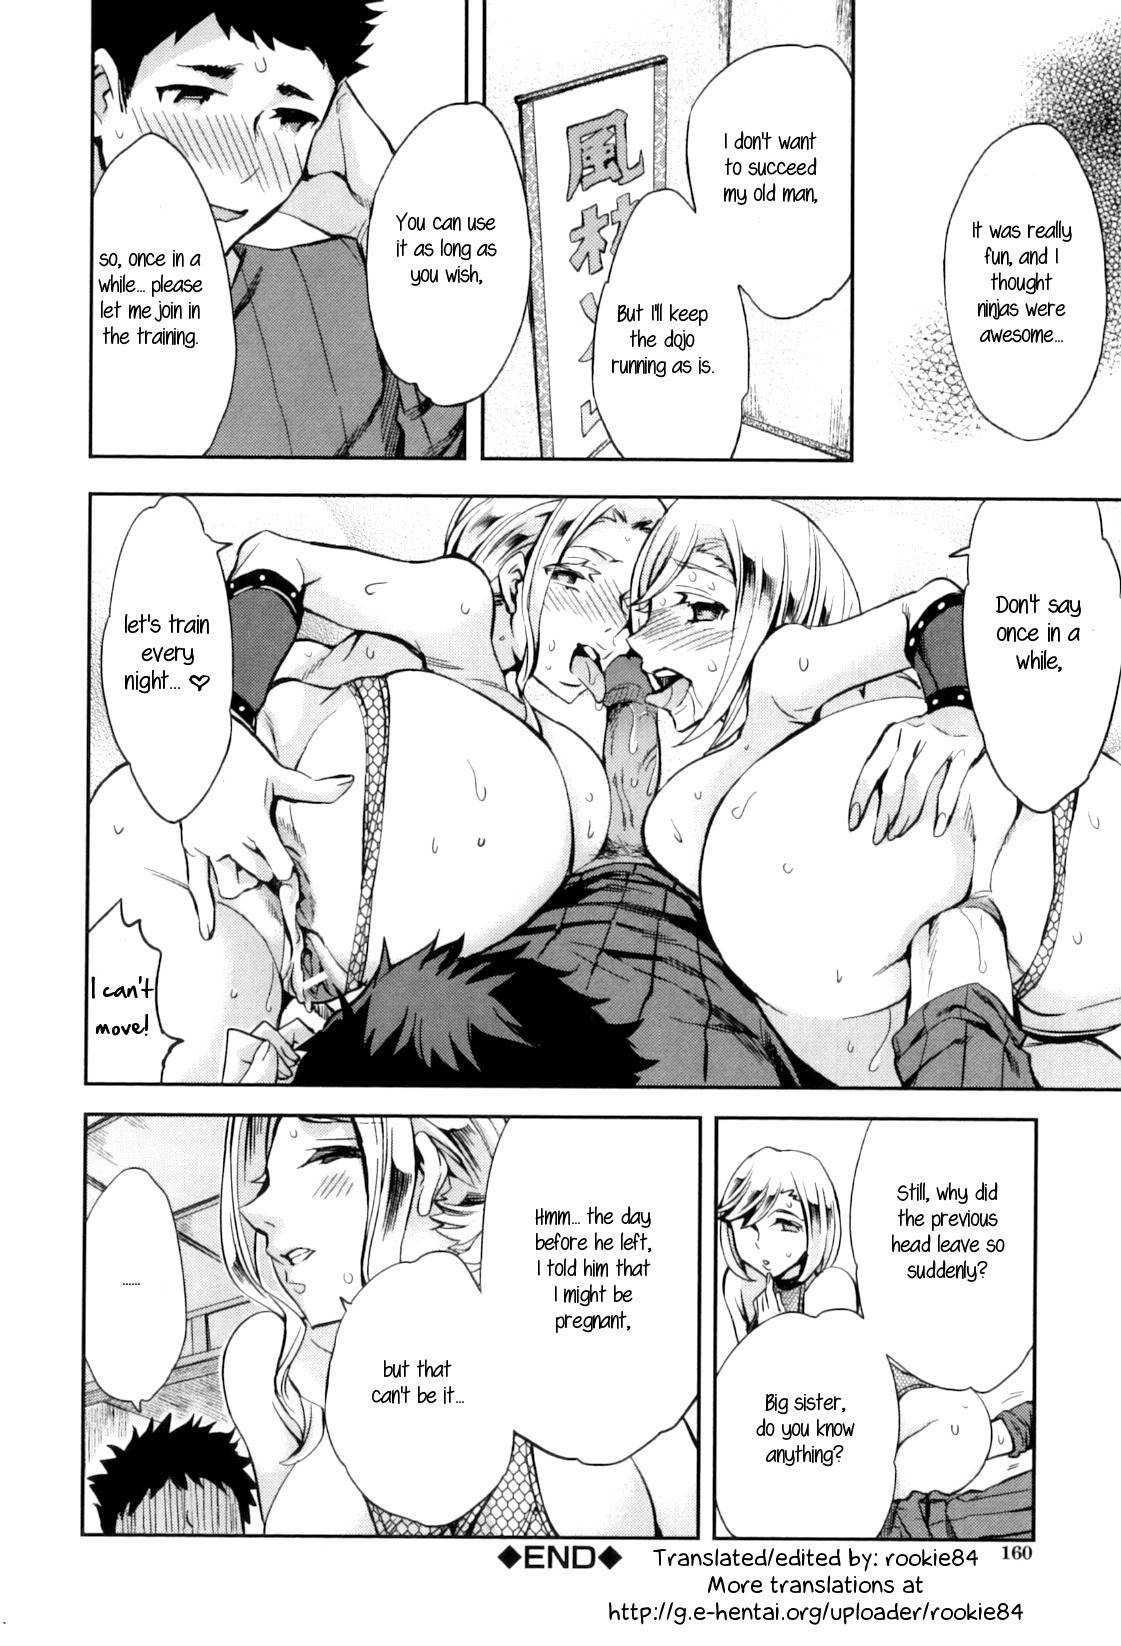 It was really
fun, and I
thought
ninjas were
awesome...
I don't want
to succeed
my old man,
But I'll keep
the dojo
running as is.
風
林
火
山
You can use
it as long as
you wish,
so, once in a
while... please
let me join in
the training.
Don't say
once in a
while,
let's train
every
night... ♡
I can't
move!
Still, why did
the previous
head leave so
suddenly?
Big sister,
do you know
anything?
Hmm... the day
before he left,
I told him that
I might be
pregnant,
but that
can't be it...
......
◆END◆
Translated/edited by: rookie84
160
More translations at
http://g.e-hentai.org/uploader/rookie84